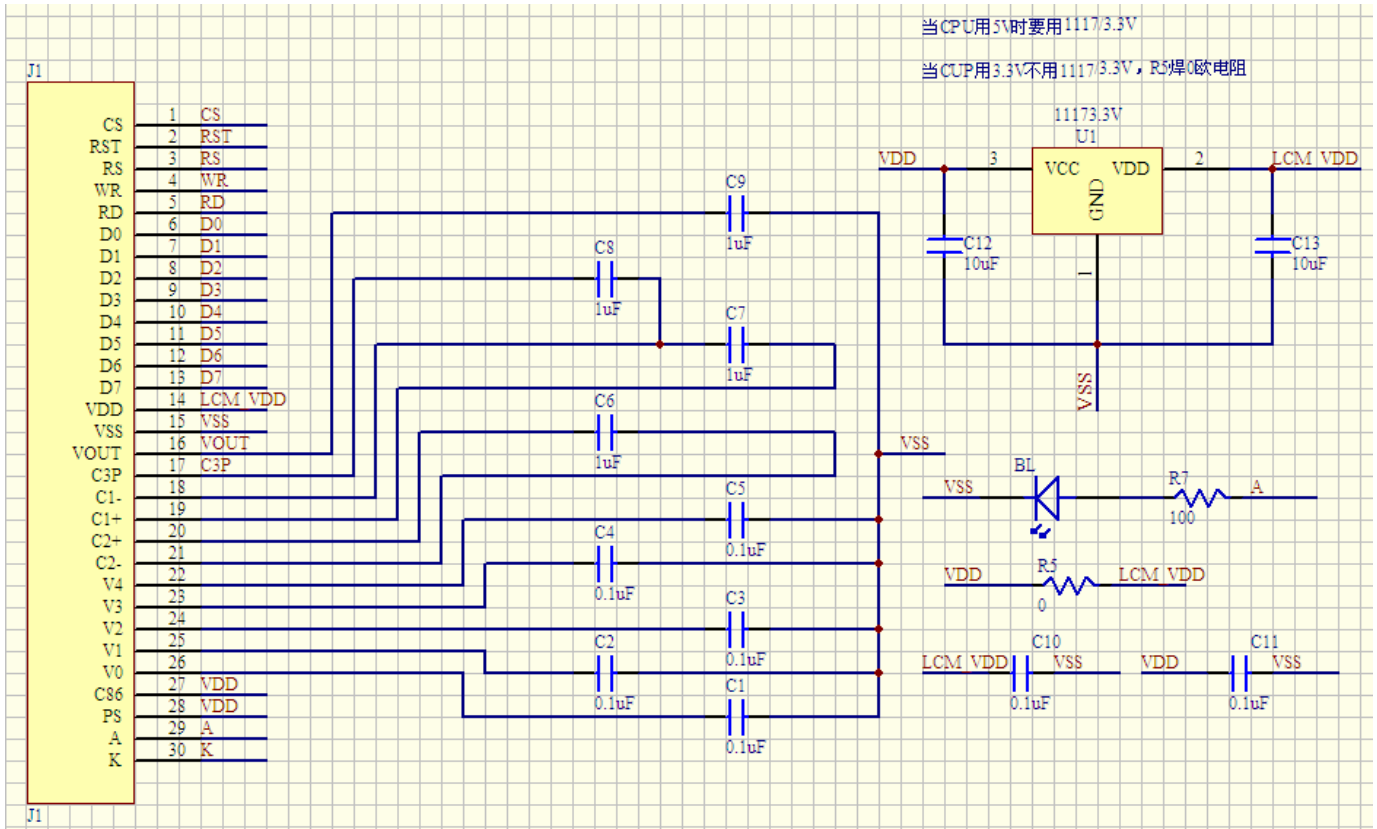 当CPU用5V时要用1117/3.3V
当CUP用3.3V不用1117/3.3V，R5焊0欧电阻
J1
CS 1 CS
RST 2 RST
RS 3 RS
WR 4 WR
RD 5 RD
D0 6 D0
D1 7 D1
D2 8 D2
D3 9 D3
D4 10 D4
D5 11 D5
D6 12 D6
D7 13 D7
VDD 14 LCM_VDD
VSS 15 VSS
VOUT 16 VOUT
C3P 17 C3P
C1- 18
C1+ 19
C2+ 20
C2- 21
V4 22
V3 23
V2 24
V1 25
V0 26
C86 27 VDD
PS 28 VDD
A 29 A
K 30 K
J1
C9
1uF
C8
1uF
C7
1uF
C6
1uF
C5
0.1uF
C4
0.1uF
C3
0.1uF
C2
0.1uF
C1
0.1uF
VSS
11173.3V
U1
VDD 3 VCC VDD 2 LCM_VDD
GND
C12
10uF
C13
10uF
1
VSS
BL
VSS
R7
A
100
VDD
R5
LCM_VDD
0
C10
LCM_VDD VSS
0.1uF
C11
VDD VSS
0.1uF